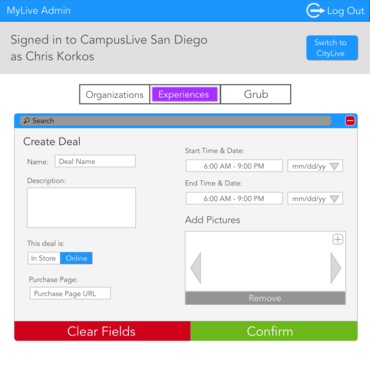 MyLive Admin
Log Out
Signed in to CampusLive San Diego
as Chris Korkos
Switch to
CityLive
Organizations
Experiences
Grub
Search
Create Deal
Name:
Deal Name
Description:
This deal is:
In Store
Online
Purchase Page:
Purchase Page URL
Start Time & Date:
6:00 AM - 9:00 PM
mm/dd/yy
End Time & Date:
6:00 AM - 9:00 PM
mm/dd/yy
Add Pictures
Remove
Clear Fields
Confirm